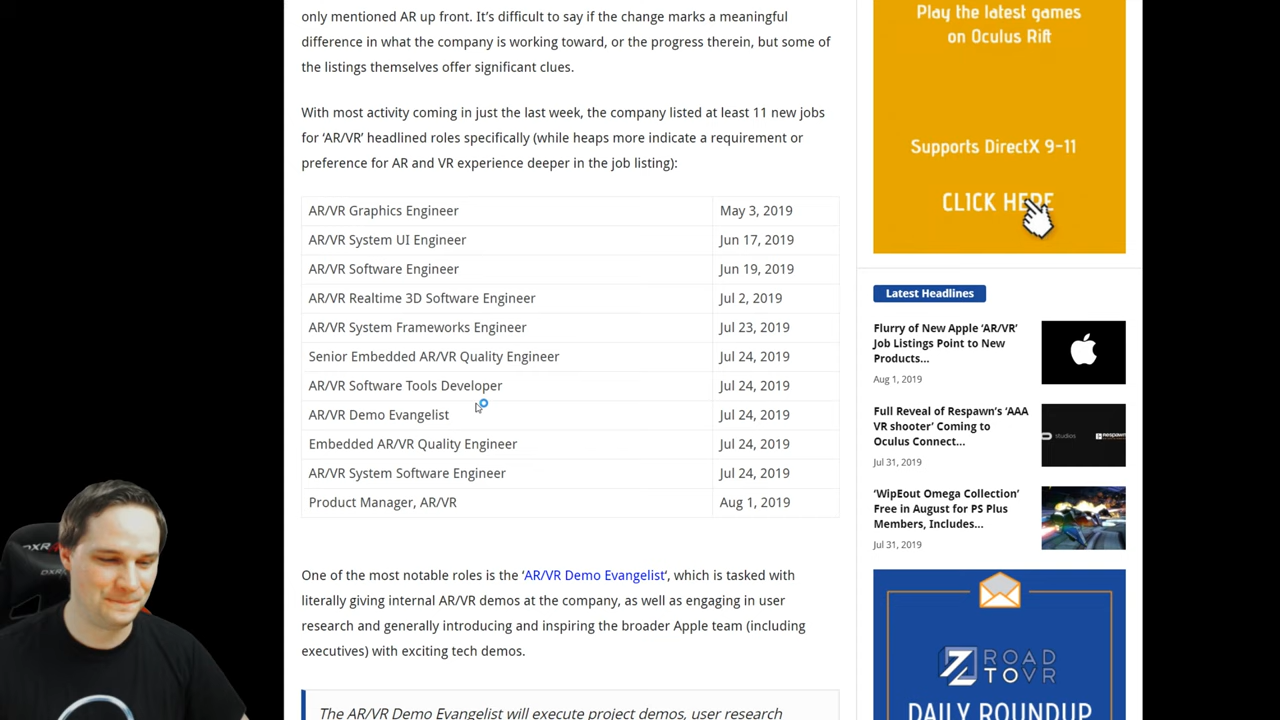 only mentioned AR up front. It’s difficult to say if the change marks a meaningful
difference in what the company is working toward, or the progress therein, but some of
the listings themselves offer significant clues.
With most activity coming in just the last week, the company listed at least 11 new jobs
for ‘AR/VR’ headlined roles specifically (while heaps more indicate a requirement or
preference for AR and VR experience deeper in the job listing):
AR/VR Graphics Engineer May 3, 2019
AR/VR System UI Engineer Jun 17, 2019
AR/VR Software Engineer Jun 19, 2019
AR/VR Realtime 3D Software Engineer Jul 2, 2019
AR/VR System Frameworks Engineer Jul 23, 2019
Senior Embedded AR/VR Quality Engineer Jul 24, 2019
AR/VR Software Tools Developer Jul 24, 2019
AR/VR Demo Evangelist Jul 24, 2019
Embedded AR/VR Quality Engineer Jul 24, 2019
AR/VR System Software Engineer Jul 24, 2019
Product Manager, AR/VR Aug 1, 2019
One of the most notable roles is the ‘AR/VR Demo Evangelist‘, which is tasked with
literally giving internal AR/VR demos at the company, as well as engaging in user
research and generally introducing and inspiring the broader Apple team (including
executives) with exciting tech demos.
The AR/VR Demo Evangelist will execute project demos, user research
Play the latest games
on Oculus Rift
Supports DirectX 9-11
CLICK HERE
Latest Headlines
Flurry of New Apple ‘AR/VR’
Job Listings Point to New
Products...
Aug 1, 2019
Full Reveal of Respawn’s ‘AAA
VR shooter’ Coming to
Oculus Connect...
Jul 31, 2019
studios
‘WipEout Omega Collection’
Free in August for PS Plus
Members, Includes...
Jul 31, 2019
ROAD
TOVR
DAILY ROUNDUP